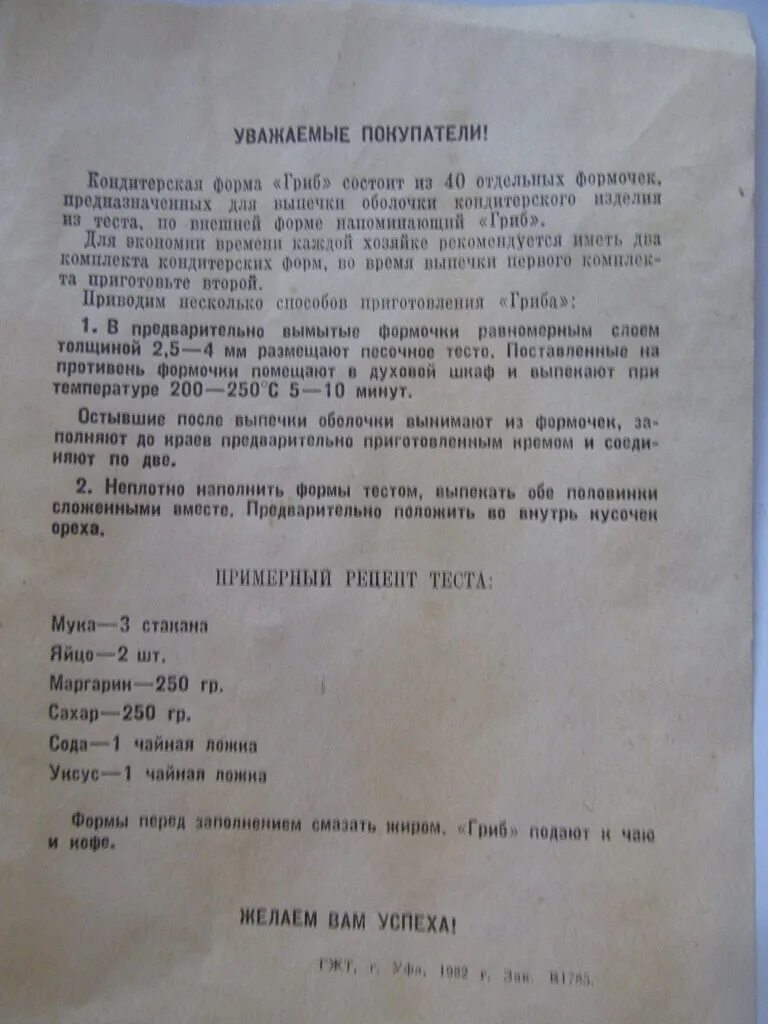 УВАЖАЕМЫЕ ПОКУПАТЕЛИ!
Кондитерская форма «Гриб» состоит из 40 отдельных формочек,
предназначенных для выпечки оболочки кондитерского изделия
из теста, по внешней форме напоминающий «Гриб».
Для экономии времени каждой хозяйке рекомендуется иметь два
комплекта кондитерских форм, во время выпечки первого комплек-
та приготовьте второй.
Приводим несколько способов приготовления «Гриба»:
1. В предварительно вымытые формочки равномерным слоем
толщиной 2,5—4 мм размещают песочное тесто. Поставленные на
противень формочки помещают в духовой шкаф и выпекают при
температуре 200—250°С 5—10 минут.
Остывшие после выпечки оболочки вынимают из формочек, за-
полняют до краев предварительно приготовленным кремом и соеди-
няют по две.
2. Неплотно наполнить формы тестом, выпекать обе половинки
сложенными вместе. Предварительно положить во внутрь кусочек
ореха.
ПРИМЕРНЫЙ РЕЦЕПТ ТЕСТА:
Мука—3 стакана
Яйцо—2 шт.
Маргарин—250 гр.
Сахар—250 гр.
Сода—1 чайная ложка
Уксус—1 чайная ложка
Формы перед заполнением смазать жиром. «Гриб» подают к чаю
и кофе.
ЖЕЛАЕМ ВАМ УСПЕХА!
ГЖТ, г. Уфа, 1982 г. Зак. В1785.